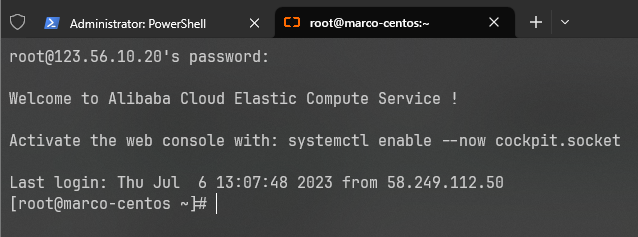 Administrator: PowerShell
root@marco-centos:~
root@123.56.10.20's password:
Welcome to Alibaba Cloud Elastic Compute Service !
Activate the web console with: systemctl enable --now cockpit.socket
Last login: Thu Jul  6 13:07:48 2023 from 58.249.112.50
[root@marco-centos ~]#